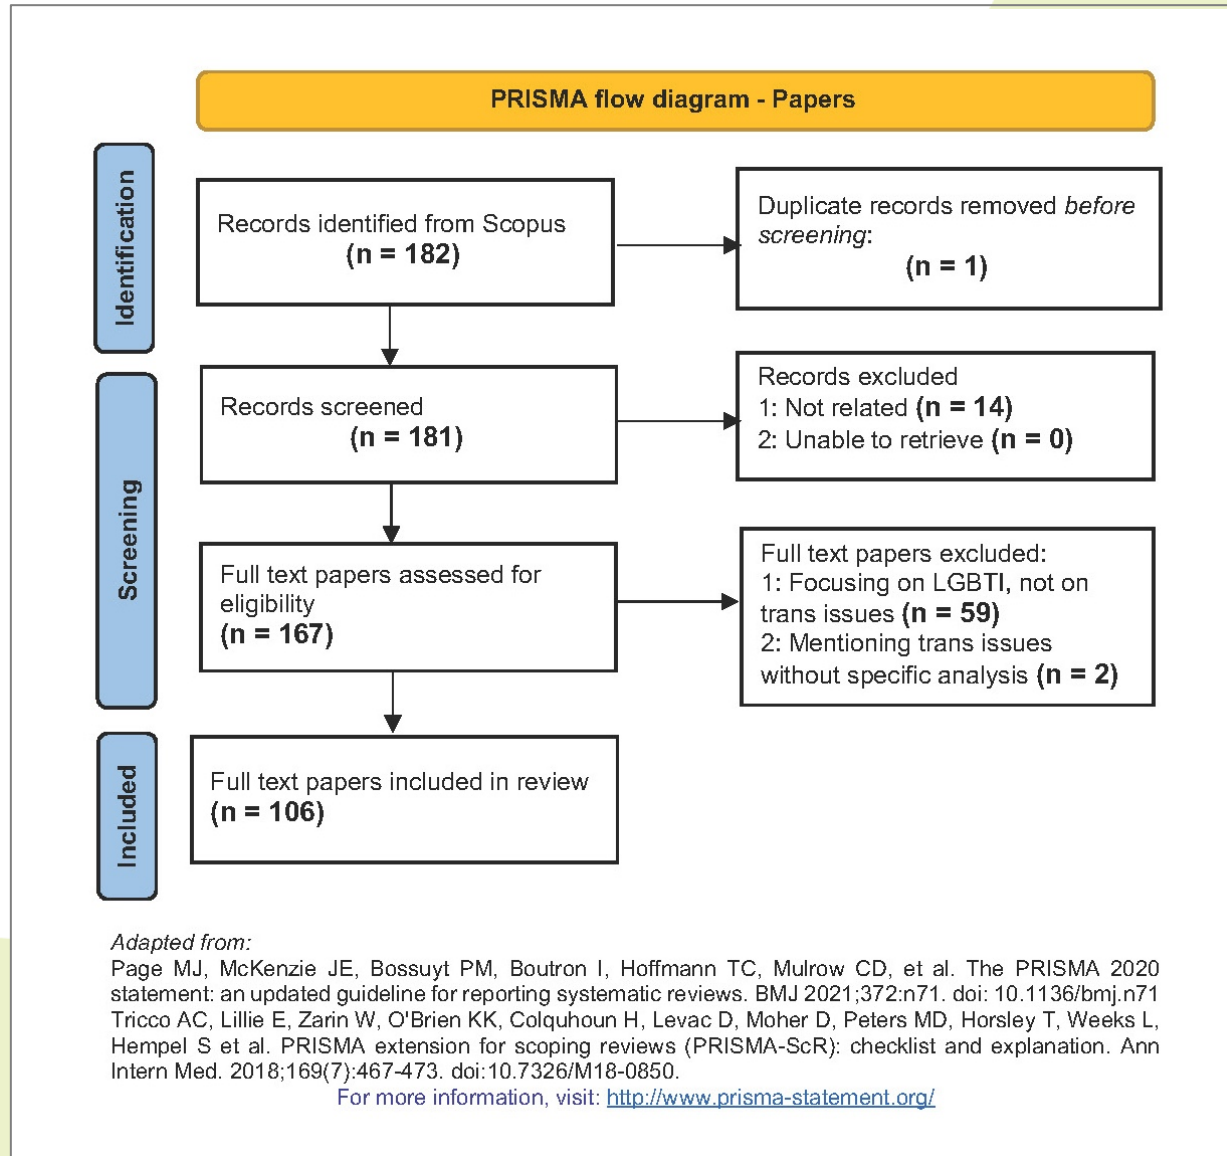 PRISMA flow diagram - Papers
Identification
Records identified from Scopus
(n = 182)
Duplicate records removed before
screening:
(n = 1)
Screening
Records screened
(n = 181)
Records excluded
1: Not related (n = 14)
2: Unable to retrieve (n = 0)
Full text papers assessed for
eligibility
(n = 167)
Full text papers excluded:
1: Focusing on LGBTI, not on
trans issues (n = 59)
2: Mentioning trans issues
without specific analysis (n = 2)
Included
Full text papers included in review
(n = 106)
Adapted from:
Page MJ, McKenzie JE, Bossuyt PM, Boutron I, Hoffmann TC, Mulrow CD, et al. The PRISMA 2020
statement: an updated guideline for reporting systematic reviews. BMJ 2021;372:n71. doi: 10.1136/bmj.n71
Tricco AC, Lillie E, Zarin W, O'Brien KK, Colquhoun H, Levac D, Moher D, Peters MD, Horsley T, Weeks L,
Hempel S et al. PRISMA extension for scoping reviews (PRISMA-ScR): checklist and explanation. Ann
Intern Med. 2018;169(7):467-473. doi:10.7326/M18-0850.
For more information, visit: http://www.prisma-statement.org/